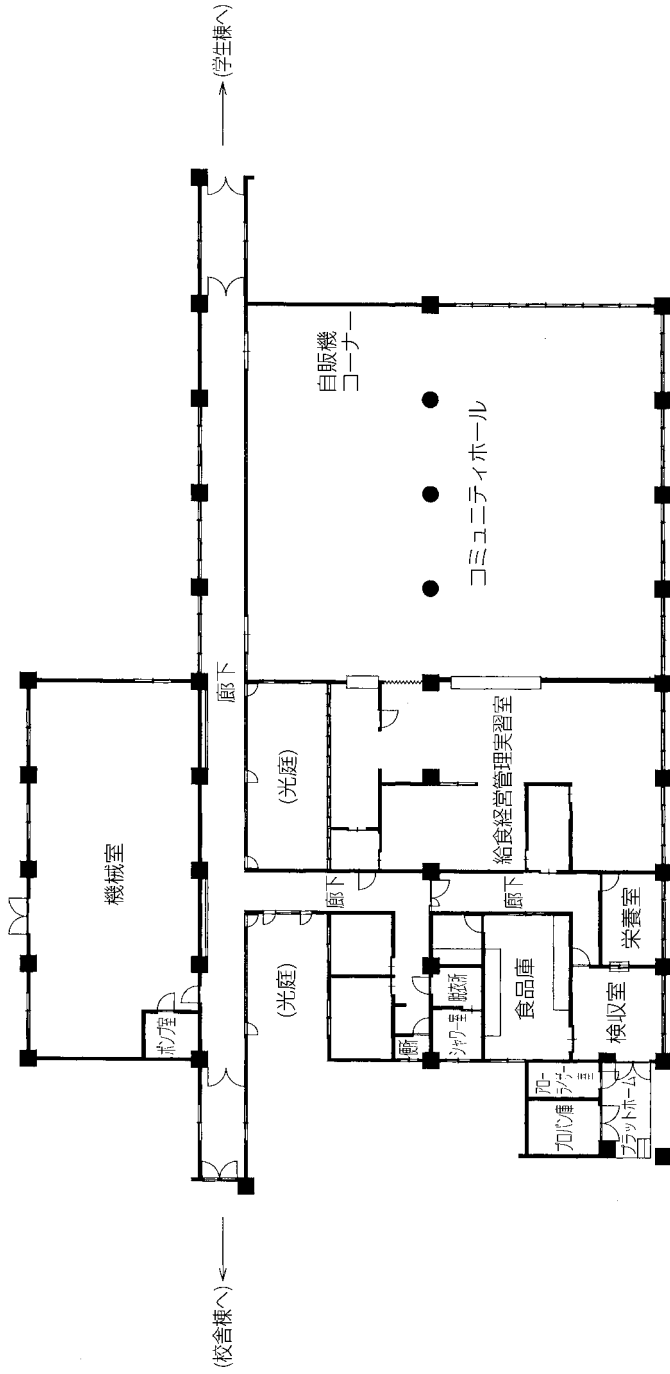 (校舎棟へ)
(学生棟へ)
機械室
ポンプ室
廊下
(光庭)
(光庭)
廊下
自販機
コーナー
コミュニティホール
給食経営管理実習室
廊下
便所
脱衣所
シャワー室
食品庫
栄養室
検収室
プロパン庫
プラットホーム